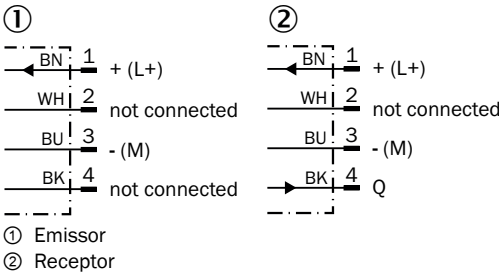 ① ②
BN 1 + (L+)
WH 2 not connected
BU 3 - (M)
BK 4 not connected
BN 1 + (L+)
WH 2 not connected
BU 3 - (M)
BK 4 Q
① Emissor
② Receptor